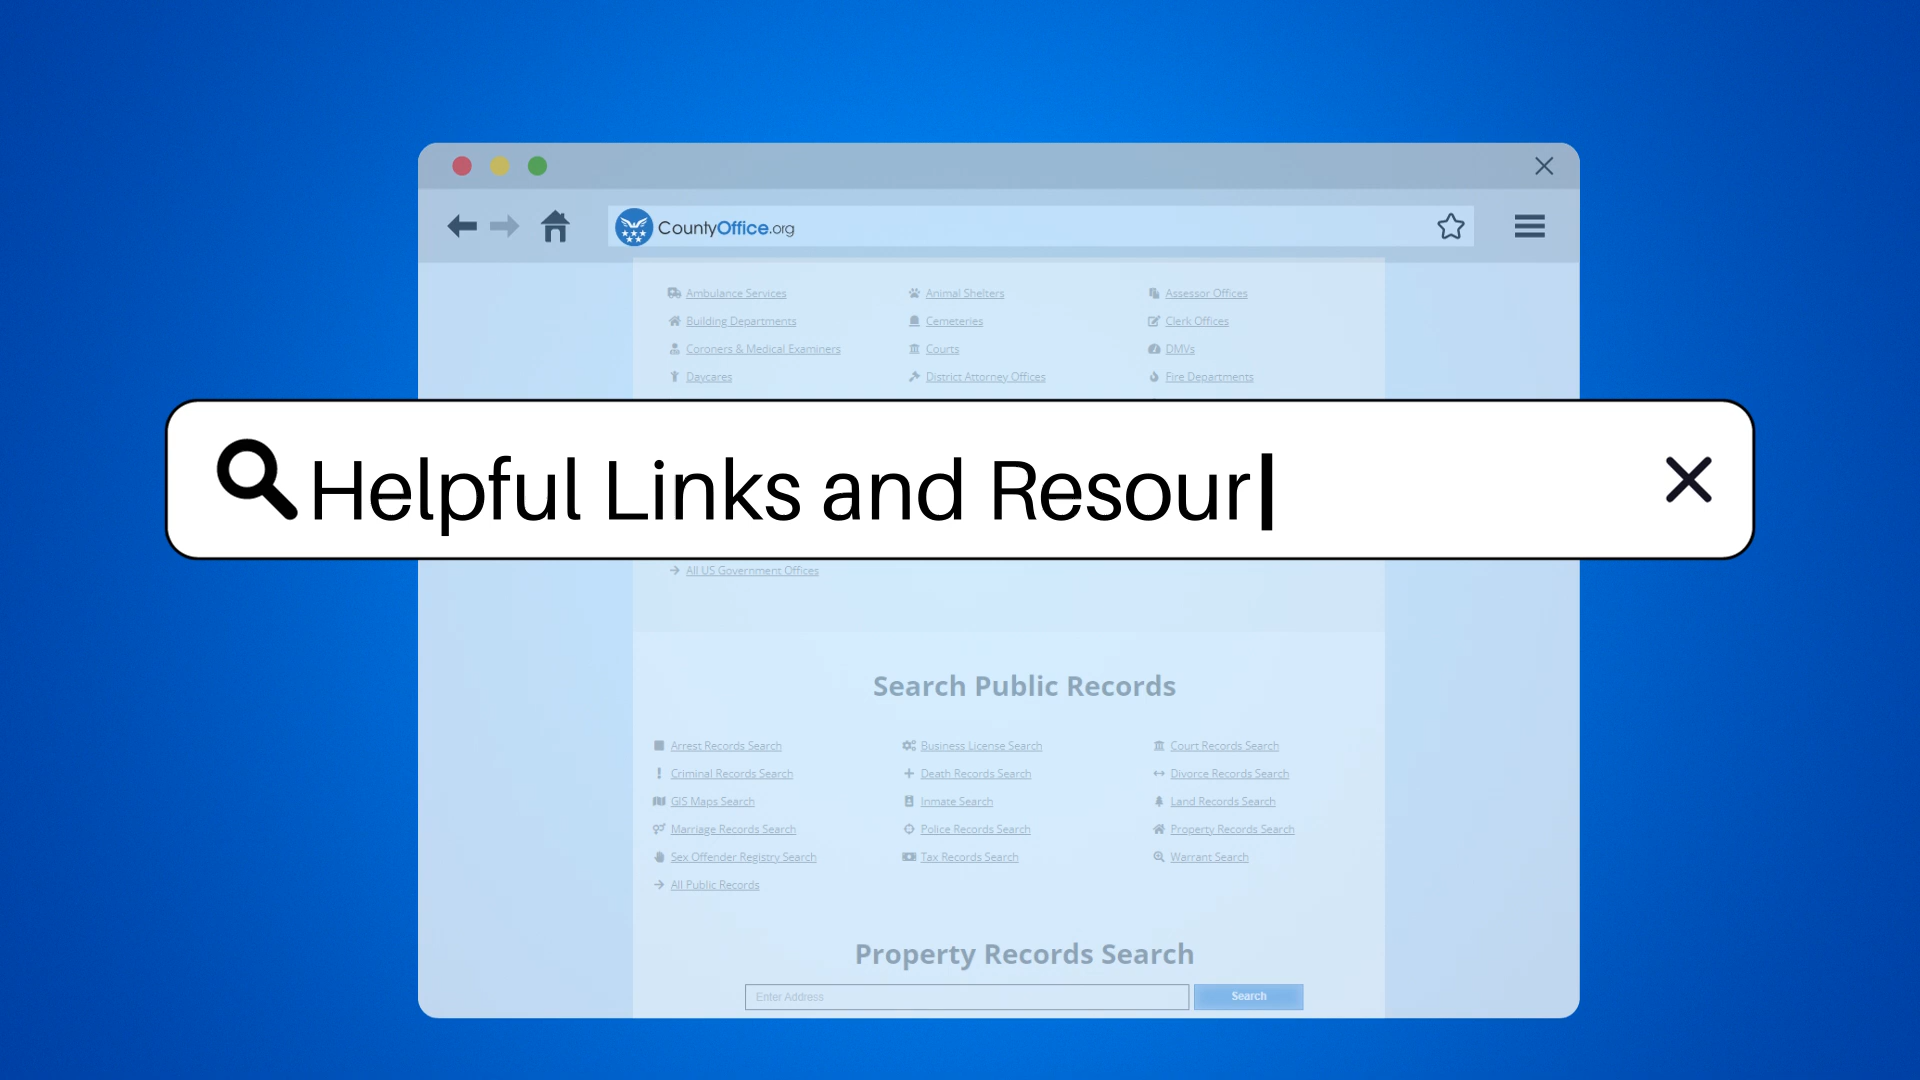 CountyOffice.org
Ambulance Services Animal Shelters Assessor Offices
Building Departments Cemeteries Clerk Offices
Coroners & Medical Examiners Courts DMVs
Daycares District Attorney Offices Fire Departments
Helpful Links and Resour
All US Government Offices
Search Public Records
Arrest Records Search Business License Search Court Records Search
Criminal Records Search Death Records Search Divorce Records Search
GIS Maps Search Inmate Search Land Records Search
Marriage Records Search Police Records Search Property Records Search
Sex Offender Registry Search Tax Records Search Warrant Search
All Public Records
Property Records Search
Enter Address Search